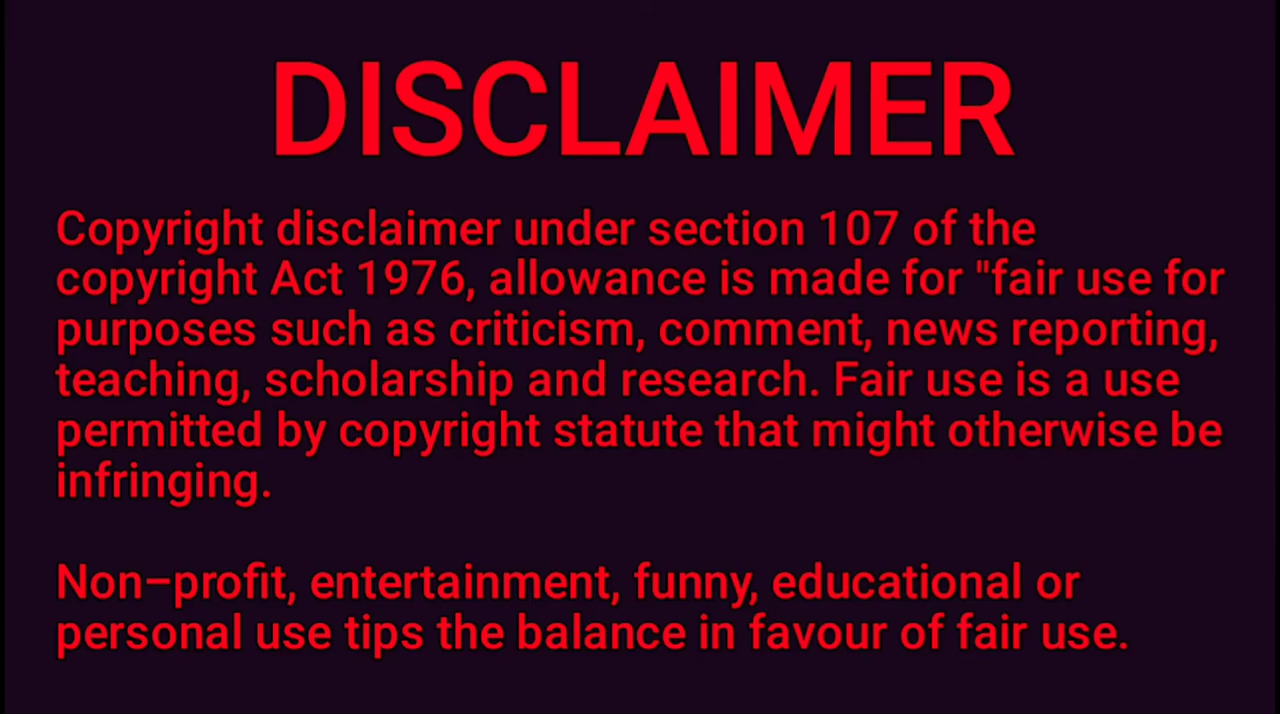 DISCLAIMER
Copyright disclaimer under section 107 of the
copyright Act 1976, allowance is made for "fair use for
purposes such as criticism, comment, news reporting,
teaching, scholarship and research. Fair use is a use
permitted by copyright statute that might otherwise be
infringing.
Non–profit, entertainment, funny, educational or
personal use tips the balance in favour of fair use.